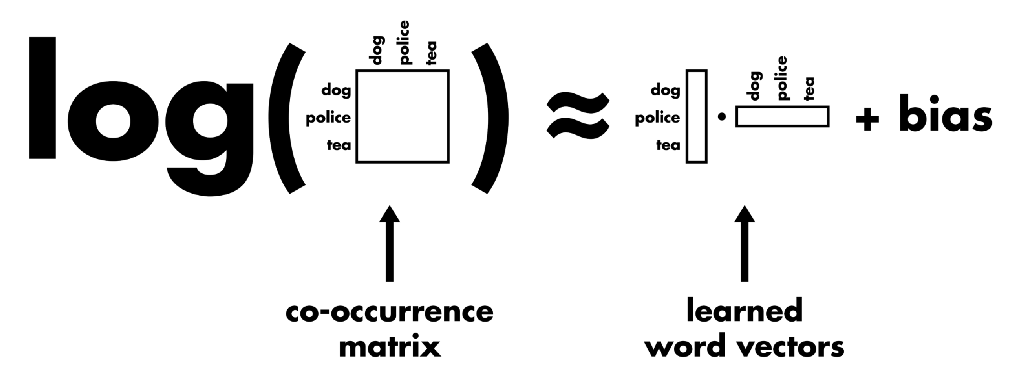 log( ) ≈ • + bias
dog police tea
dog
police
tea
dog police tea
dog
police
tea
co-occurrence
matrix
learned
word vectors